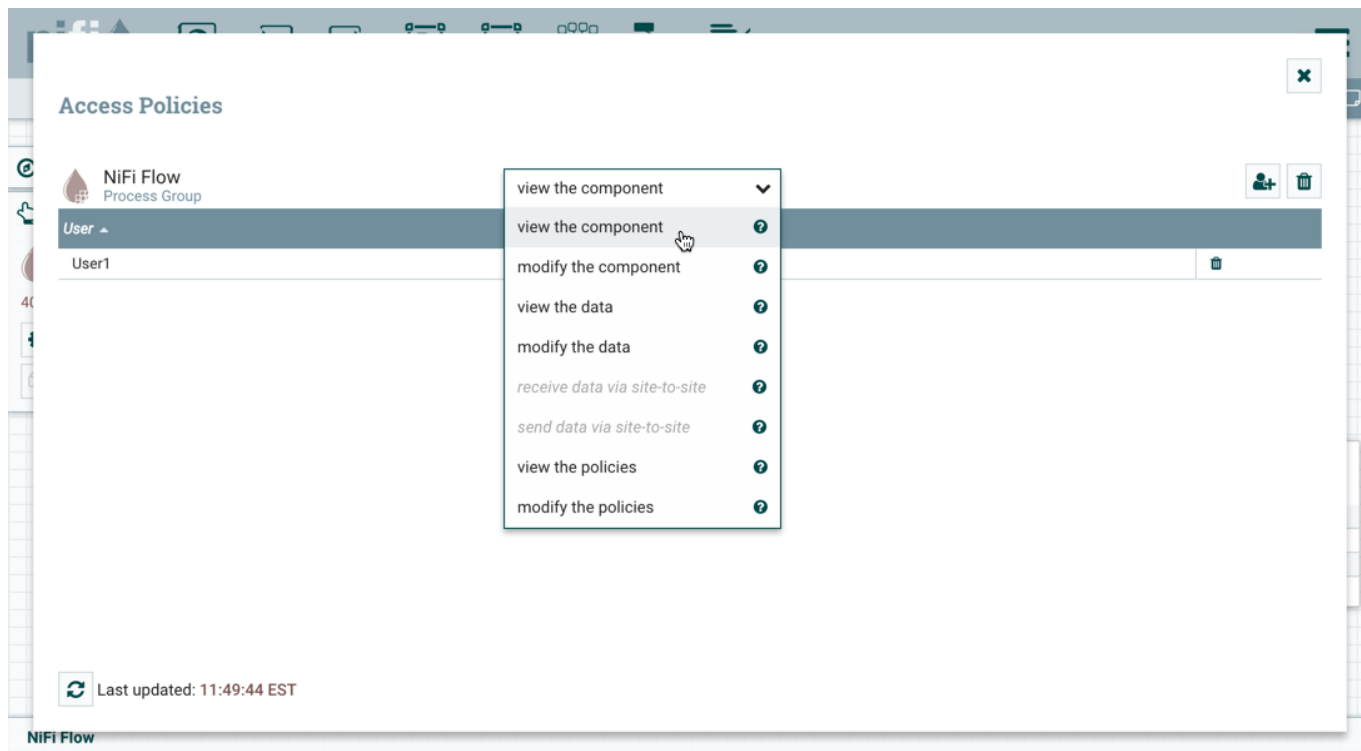 Access Policies
NiFi Flow
Process Group
view the component
User
view the component
User1
modify the component
view the data
modify the data
receive data via site-to-site
send data via site-to-site
view the policies
modify the policies
Last updated: 11:49:44 EST
NiFi Flow